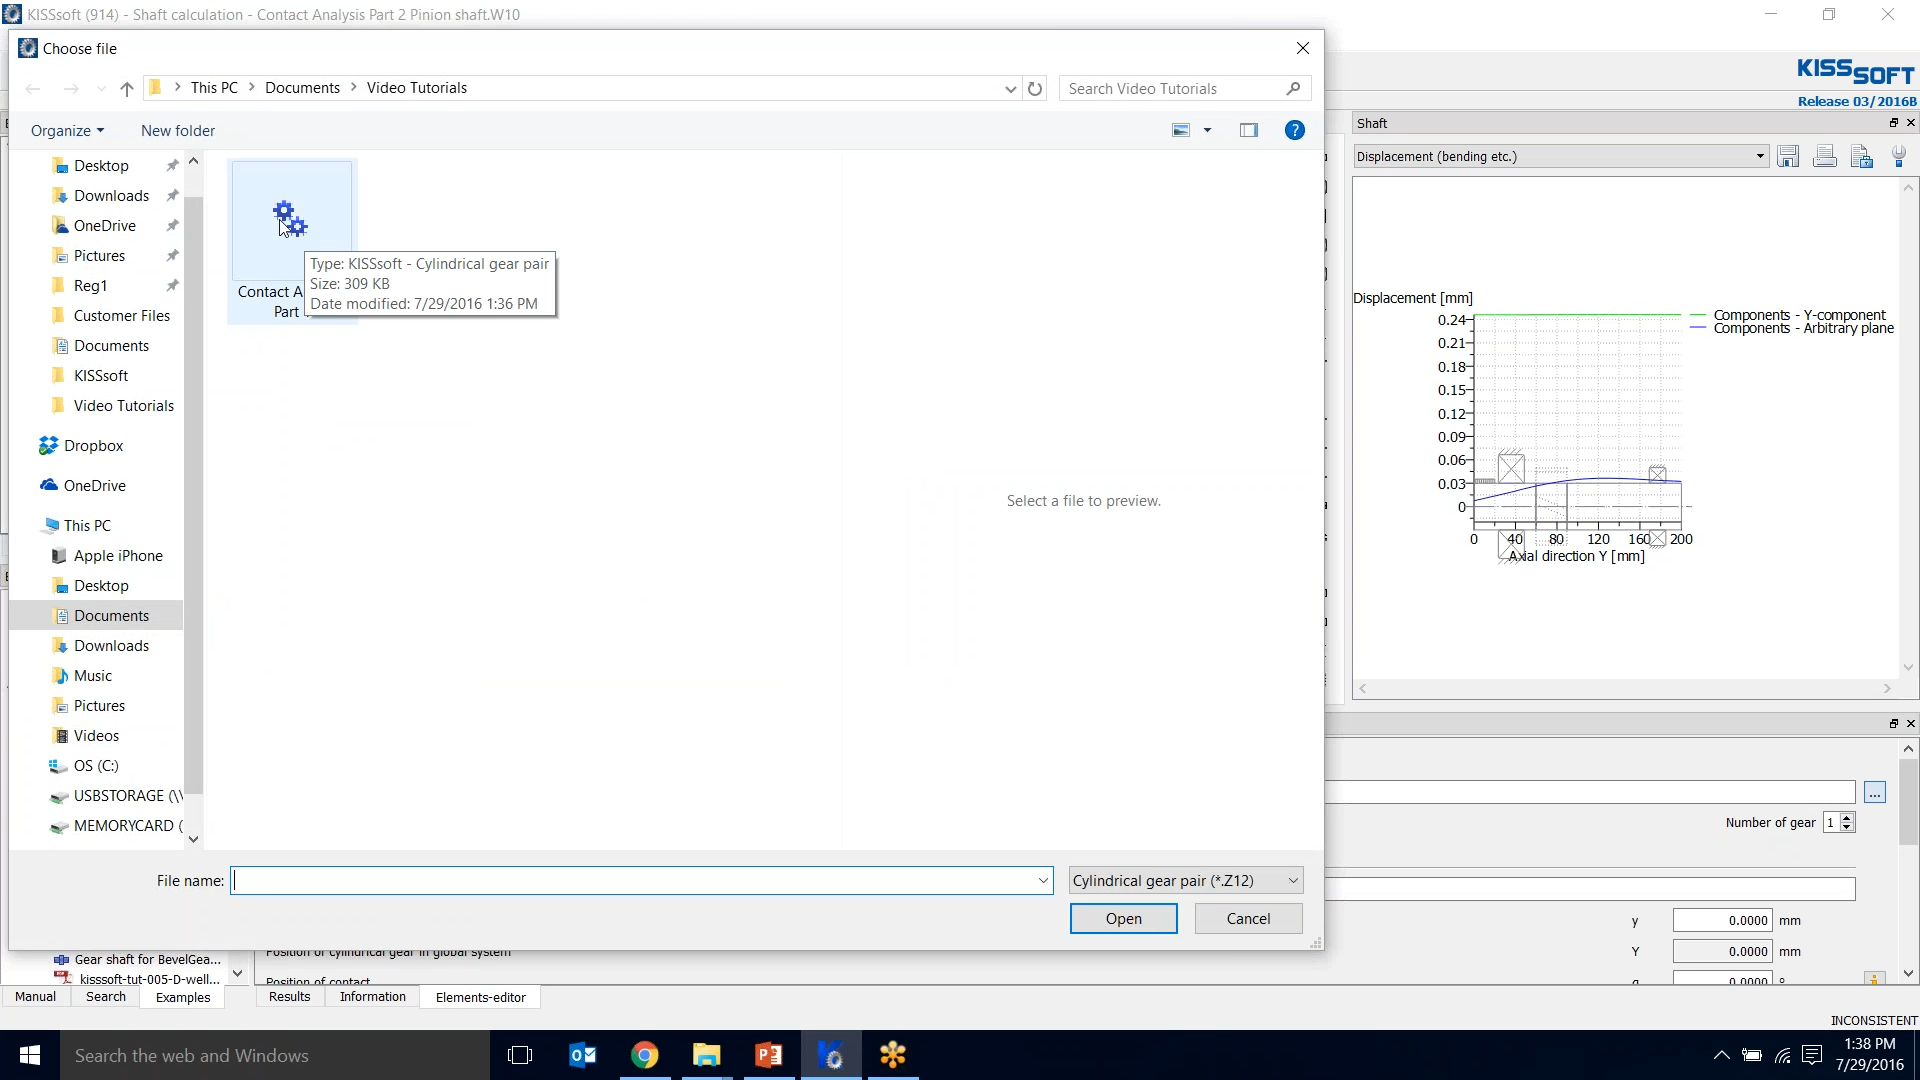 KISSsoft (914) - Shaft calculation - Contact Analysis Part 2 Pinion shaft.W10
Choose file
This PC > Documents > Video Tutorials
Search Video Tutorials
Organize
New folder
Desktop
Downloads
OneDrive
Pictures
Reg1
Customer Files
Documents
KISSsoft
Video Tutorials
Dropbox
OneDrive
This PC
Apple iPhone
Desktop
Documents
Downloads
Music
Pictures
Videos
OS (C:)
USBSTORAGE (\\
MEMORYCARD (
Contact A
Part
Type: KISSsoft - Cylindrical gear pair
Size: 309 KB
Date modified: 7/29/2016 1:36 PM
Select a file to preview.
File name:
Cylindrical gear pair (*.Z12)
Open
Cancel
KISSSOFT
Release 03/2016B
Shaft
Displacement (bending etc.)
Displacement [mm]
Components - Y-component
Components - Arbitrary plane
0.24
0.21
0.18
0.15
0.12
0.09
0.06
0.03
0
0 40 80 120 160 200
Axial direction Y [mm]
...
Number of gear 1
y 0.0000 mm
Y 0.0000 mm
0.0000 °
Gear shaft for BevelGea...
kisssoft-tut-005-D-well...
Position of cylindrical gear in global system
Position of contact
Manual
Search
Examples
Results
Information
Elements-editor
INCONSISTENT
Search the web and Windows
1:38 PM
7/29/2016